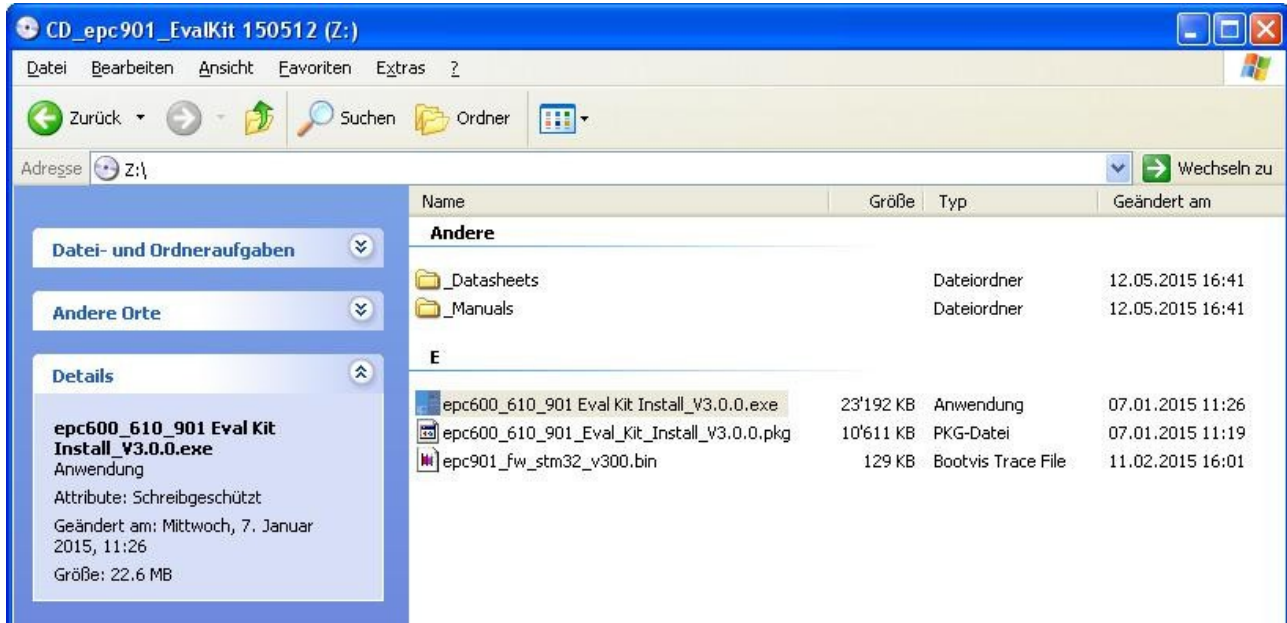 CD_epc901_EvalKit 150512 (Z:)
Datei Bearbeiten Ansicht Favoriten Extras ?
Zurück Suchen Ordner
Adresse Z:\ Wechseln zu
Datei- und Ordneraufgaben
Andere Orte
Details
epc600_610_901 Eval Kit
Install_V3.0.0.exe
Anwendung
Attribute: Schreibgeschützt
Geändert am: Mittwoch, 7. Januar
2015, 11:26
Größe: 22.6 MB
Name Größe Typ Geändert am
Andere
_Datasheets Dateiordner 12.05.2015 16:41
_Manuals Dateiordner 12.05.2015 16:41
E
epc600_610_901 Eval Kit Install_V3.0.0.exe 23'192 KB Anwendung 07.01.2015 11:26
epc600_610_901_Eval_Kit_Install_V3.0.0.pkg 10'611 KB PKG-Datei 07.01.2015 11:19
epc901_fw_stm32_v300.bin 129 KB Bootvis Trace File 11.02.2015 16:01